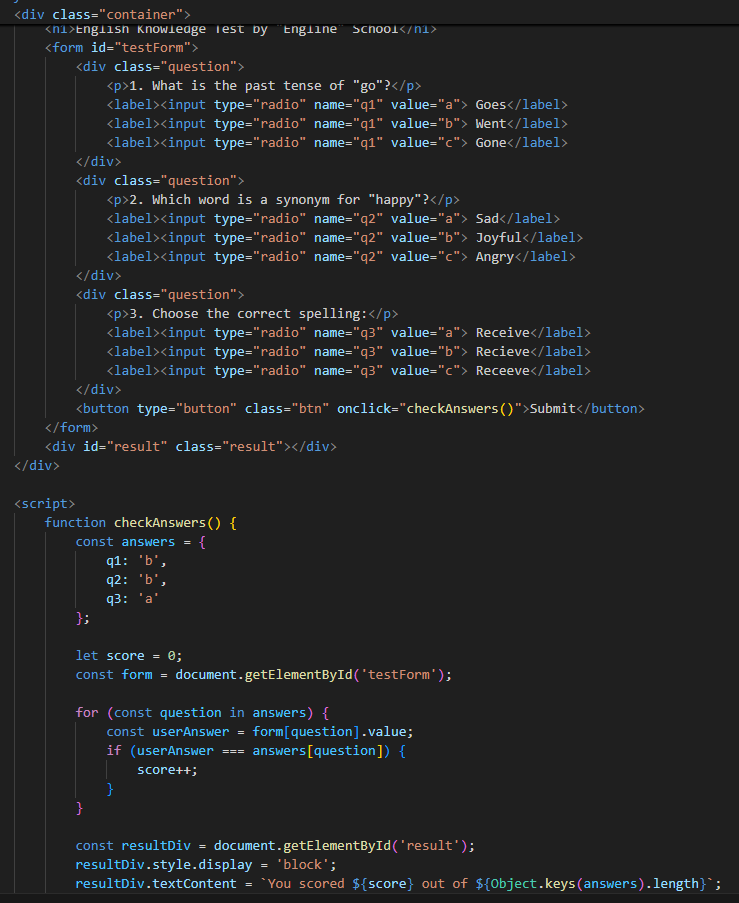 <div class="container">
<h1>English Knowledge Test by "Engline" School</h1>
<form id="testForm">
<div class="question">
<p>1. What is the past tense of "go"?</p>
<label><input type="radio" name="q1" value="a"> Goes</label>
<label><input type="radio" name="q1" value="b"> Went</label>
<label><input type="radio" name="q1" value="c"> Gone</label>
</div>
<div class="question">
<p>2. Which word is a synonym for "happy"?</p>
<label><input type="radio" name="q2" value="a"> Sad</label>
<label><input type="radio" name="q2" value="b"> Joyful</label>
<label><input type="radio" name="q2" value="c"> Angry</label>
</div>
<div class="question">
<p>3. Choose the correct spelling:</p>
<label><input type="radio" name="q3" value="a"> Receive</label>
<label><input type="radio" name="q3" value="b"> Recieve</label>
<label><input type="radio" name="q3" value="c"> Receeve</label>
</div>
<button type="button" class="btn" onclick="checkAnswers()">Submit</button>
</form>
<div id="result" class="result"></div>
</div>
<script>
function checkAnswers() {
const answers = {
q1: 'b',
q2: 'b',
q3: 'a'
};
let score = 0;
const form = document.getElementById('testForm');
for (const question in answers) {
const userAnswer = form[question].value;
if (userAnswer === answers[question]) {
score++;
}
}
const resultDiv = document.getElementById('result');
resultDiv.style.display = 'block';
resultDiv.textContent = `You scored ${score} out of ${Object.keys(answers).length}`;